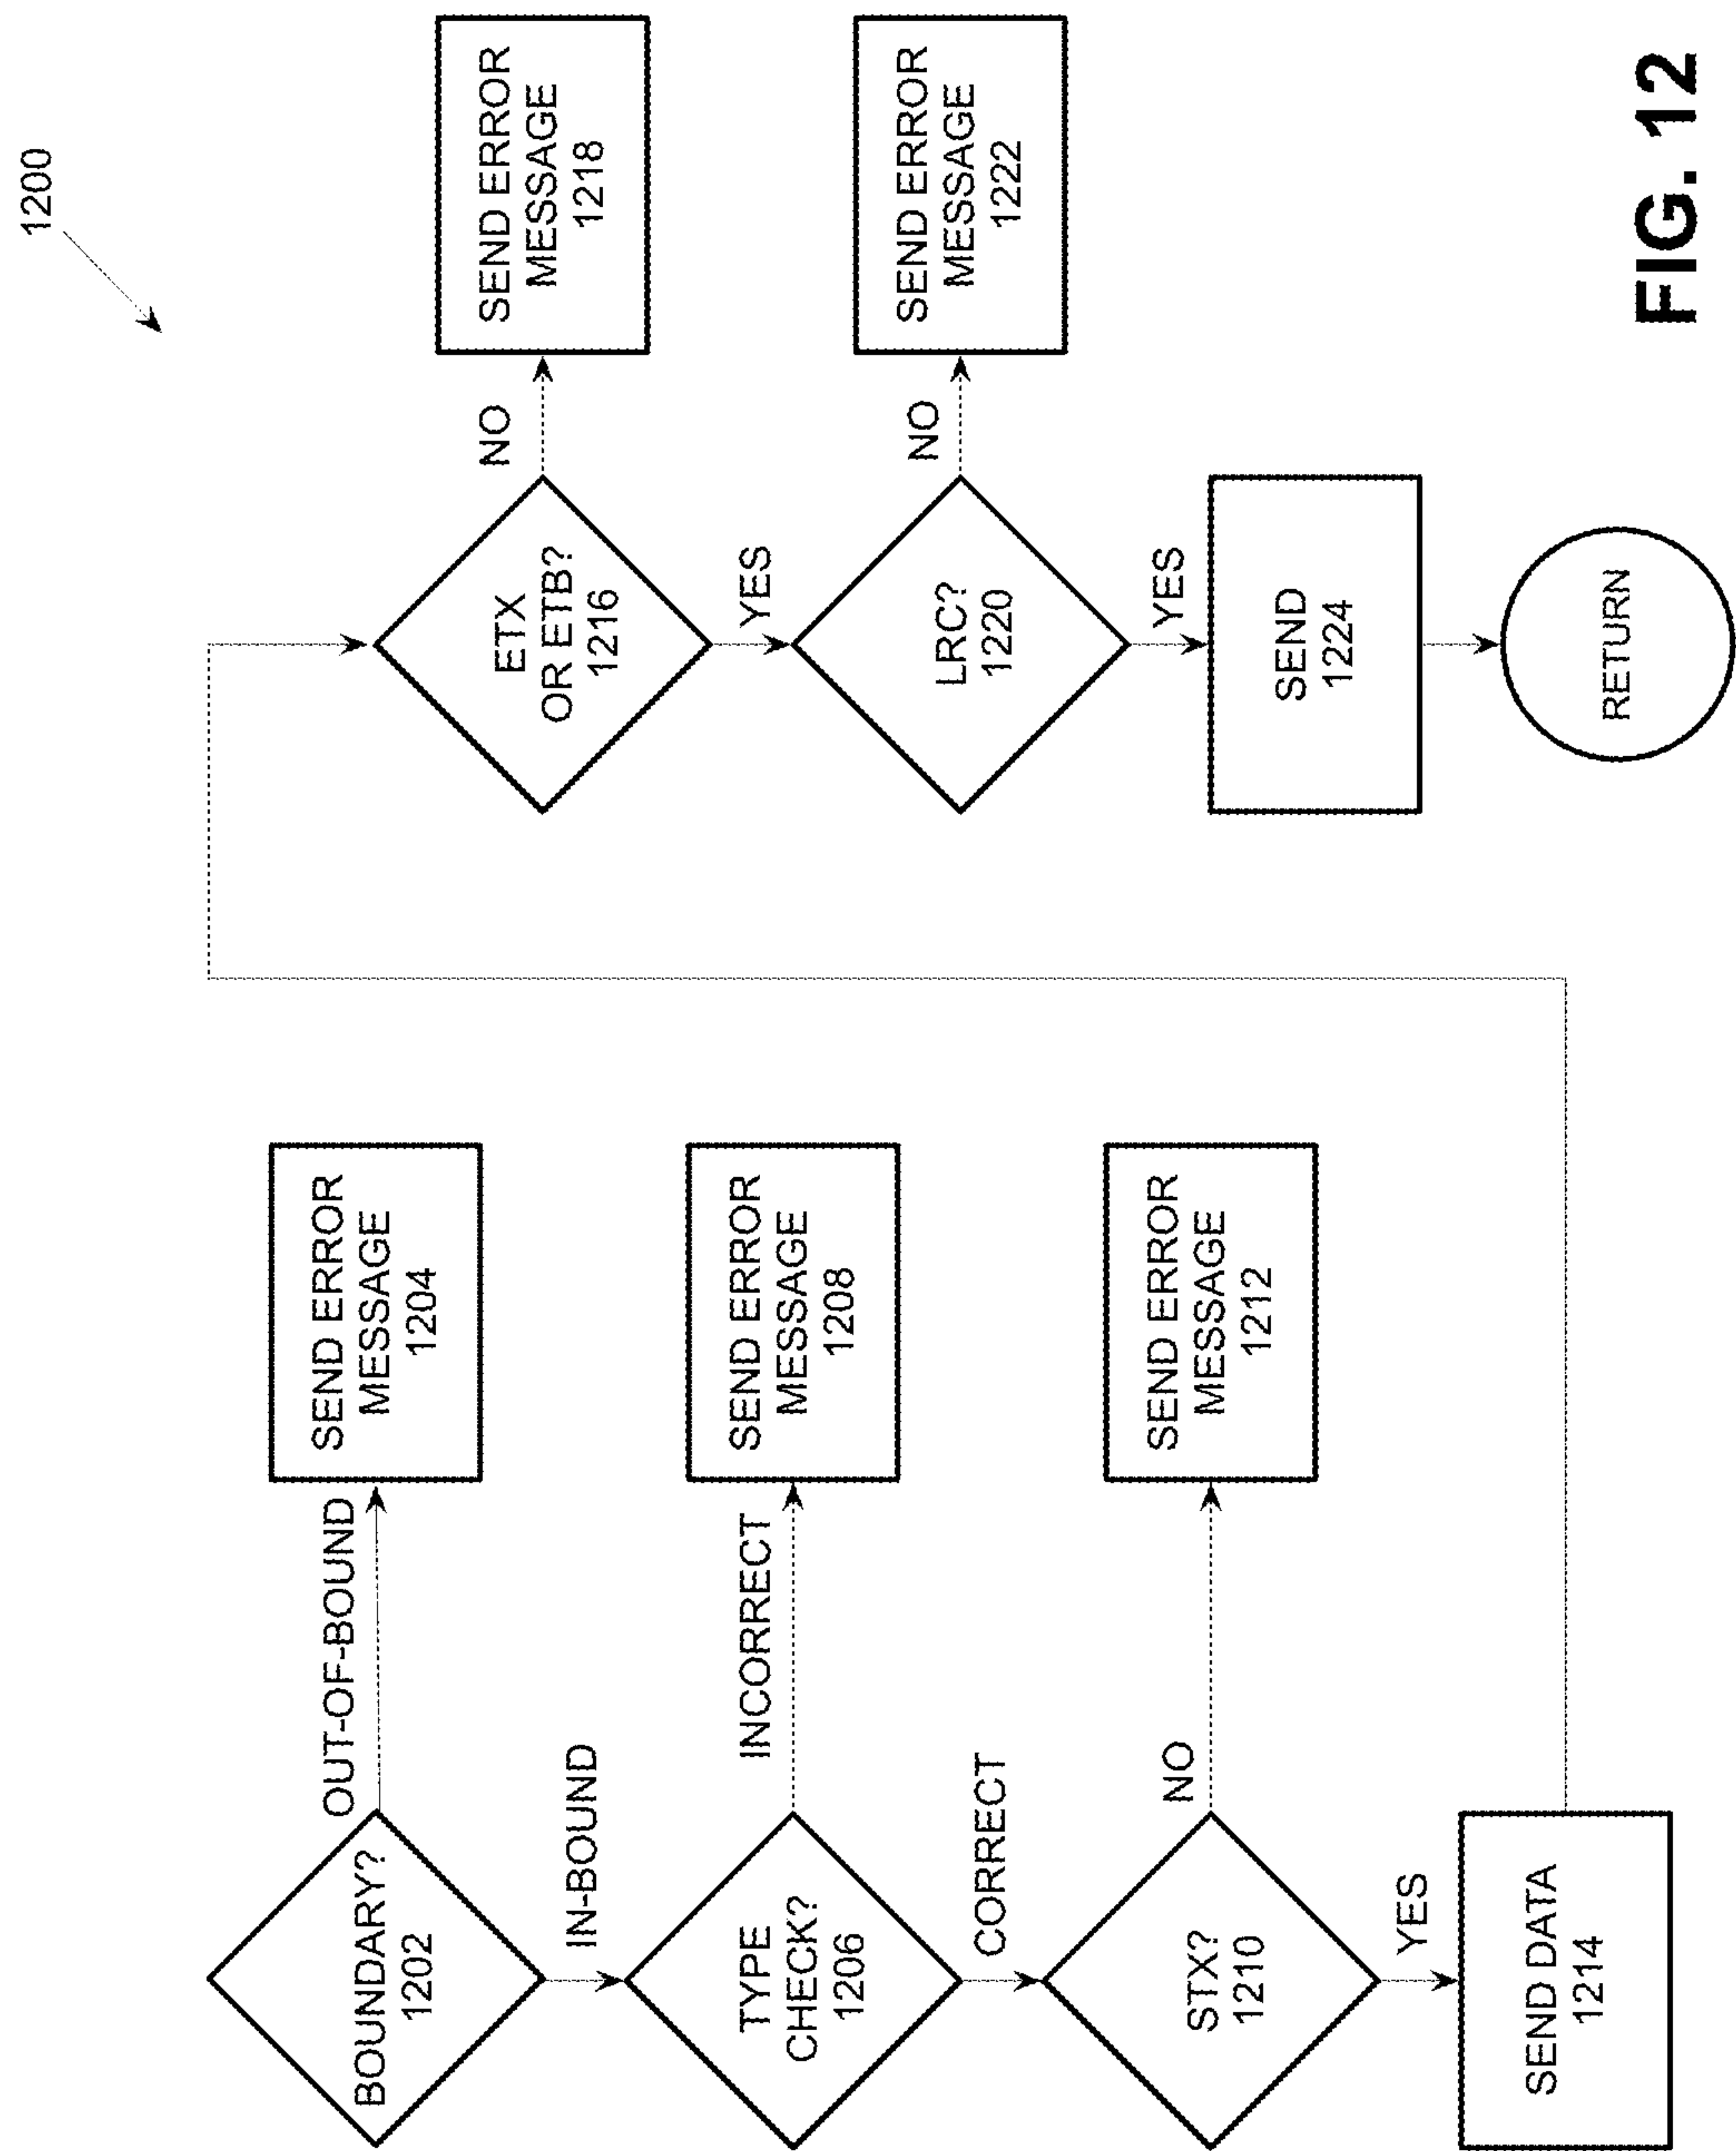 1200
BOUNDARY?
1202
OUT-OF-BOUND
SEND ERROR
MESSAGE
1204
IN-BOUND
TYPE
CHECK?
1206
INCORRECT
SEND ERROR
MESSAGE
1208
CORRECT
STX?
1210
NO
SEND ERROR
MESSAGE
1212
YES
SEND DATA
1214
ETX
OR ETB?
1216
NO
SEND ERROR
MESSAGE
1218
YES
LRC?
1220
NO
SEND ERROR
MESSAGE
1222
YES
SEND
1224
RETURN
FIG. 12